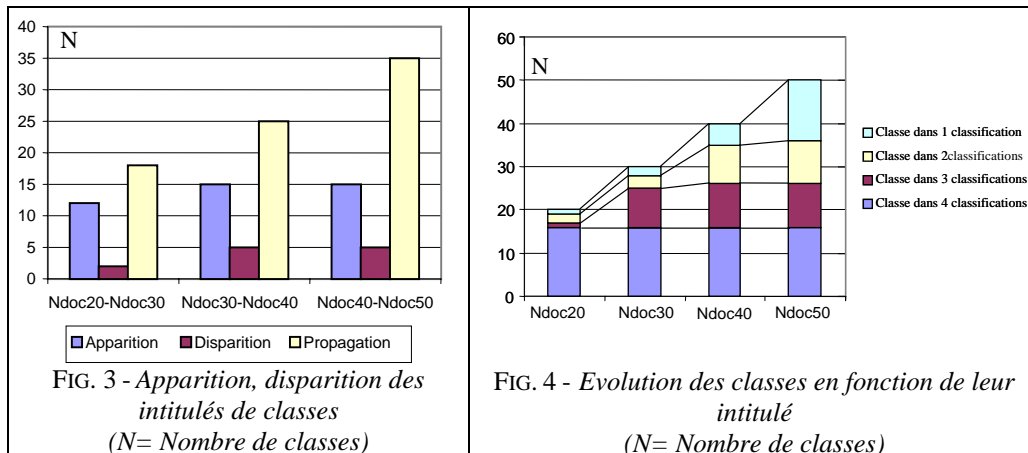 40
35
30
25
20
15
10
5
0
N
Ndoc20-Ndoc30 Ndoc30-Ndoc40 Ndoc40-Ndoc50
Apparition Disparition Propagation
FIG. 3 - Apparition, disparition des
intitulés de classes
(N= Nombre de classes)
60
50
40
30
20
10
0
N
Ndoc20 Ndoc30 Ndoc40 Ndoc50
Classe dans 1 classification
Classe dans 2classifications
Classe dans 3 classifications
Classe dans 4 classifications
FIG. 4 - Evolution des classes en fonction de leur
intitulé
(N= Nombre de classes)